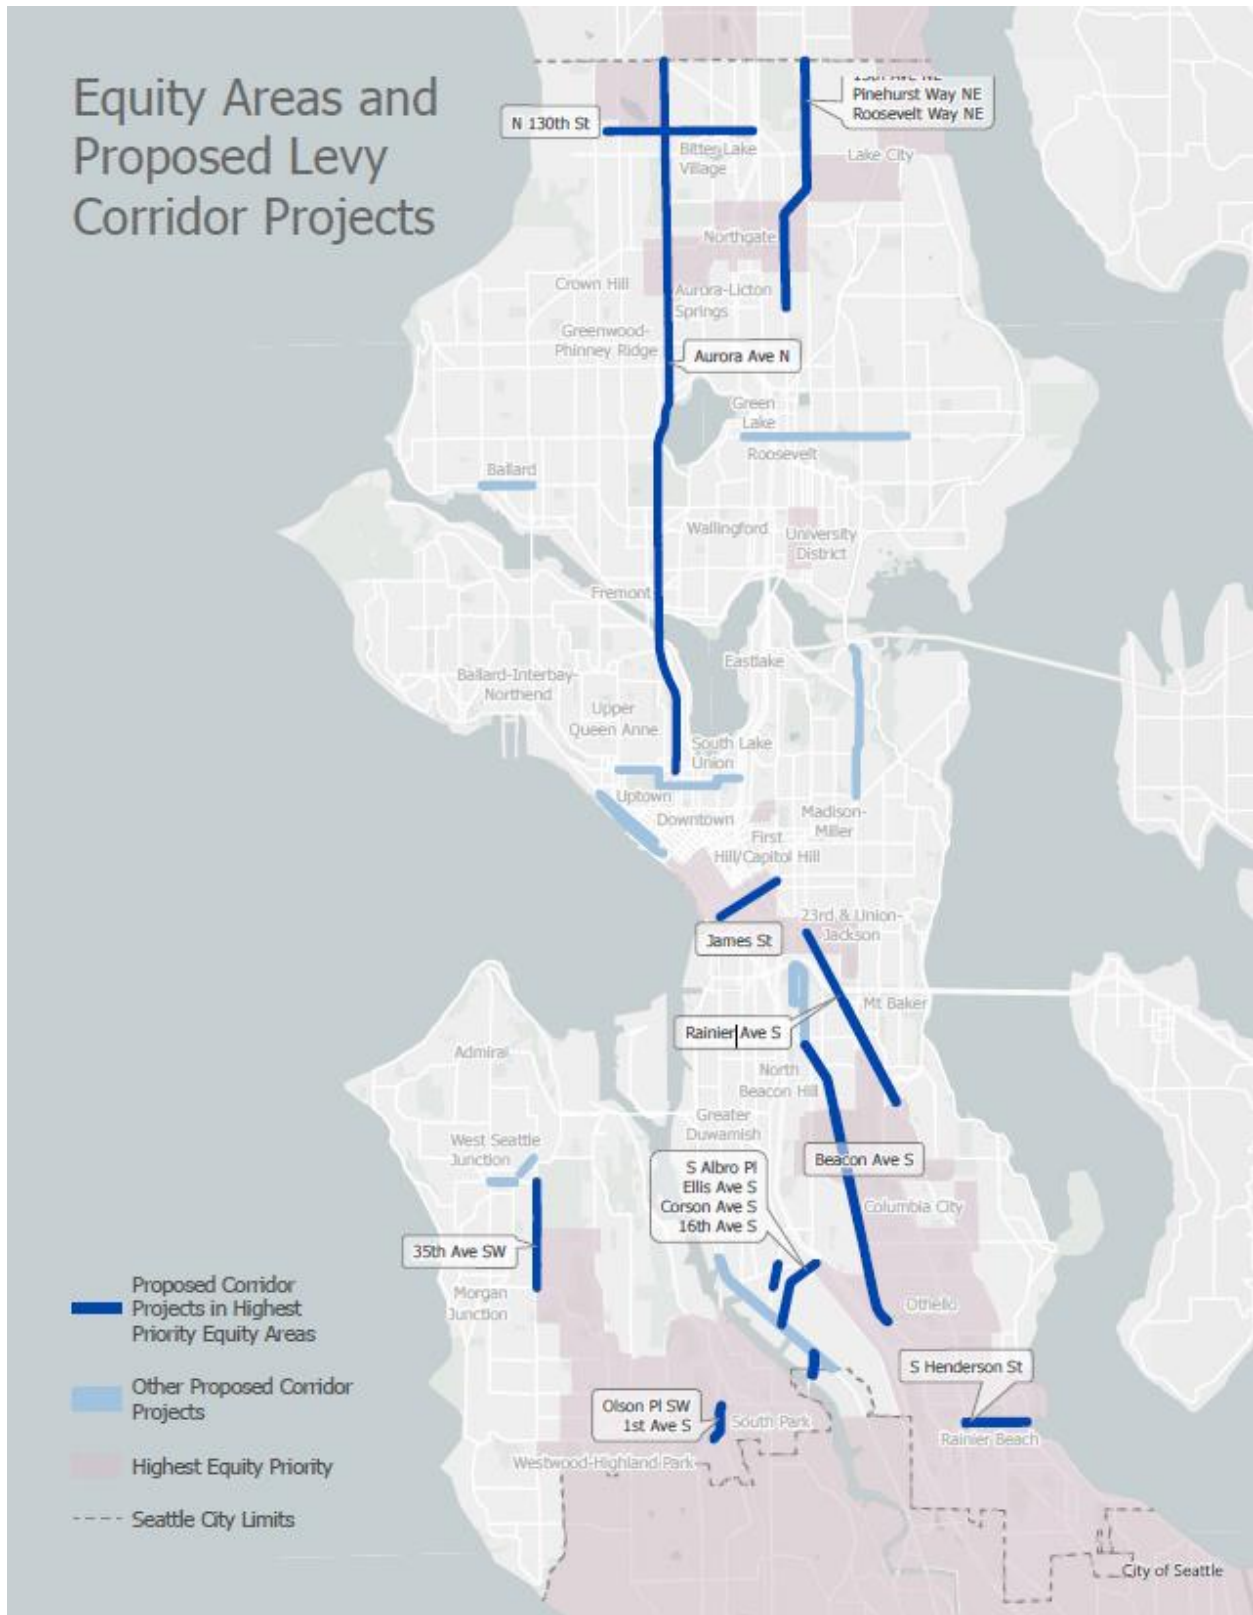 Equity Areas and
Proposed Levy
Corridor Projects
N 130th St
Pinehurst Way NE
Roosevelt Way NE
Bitter Lake
Village
Lake City
Northgate
Crown Hill
Aurora-Licton
Springs
Greenwood-
Phinney Ridge
Aurora Ave N
Green
Lake
Roosevelt
Ballard
Wallingford
University
District
Fremont
Eastlake
Ballard-Interbay-
Northend
Upper
Queen Anne
South Lake
Union
Uptown
Downtown
Madison-
Miller
First
Hill/Capitol Hill
23rd & Union-
Jackson
James St
Mt Baker
Rainier Ave S
Admiral
North
Beacon Hill
Greater
Duwamish
West Seattle
Junction
Beacon Ave S
S Albro Pl
Ellis Ave S
Corson Ave S
16th Ave S
Columbia City
35th Ave SW
Morgan
Junction
Othello
S Henderson St
Olson Pl SW
1st Ave S
South Park
Rainier Beach
Westwood-Highland Park
Proposed Corridor
Projects in Highest
Priority Equity Areas
Other Proposed Corridor
Projects
Highest Equity Priority
Seattle City Limits
City of Seattle